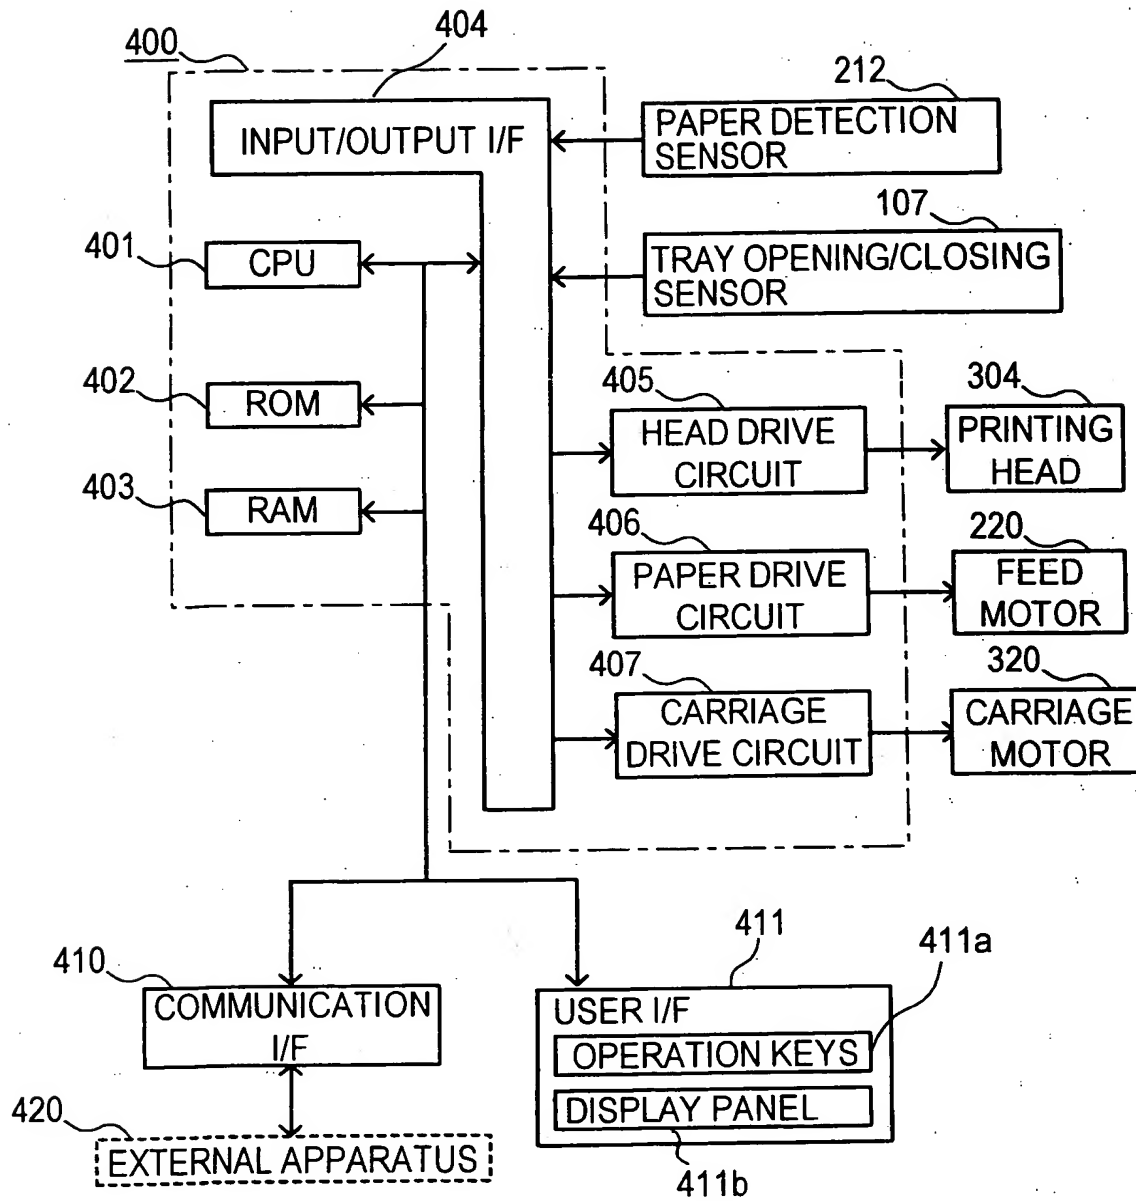 400
404
INPUT/OUTPUT I/F
212
PAPER DETECTION
SENSOR
107
TRAY OPENING/CLOSING
SENSOR
401
CPU
402
ROM
403
RAM
405
HEAD DRIVE
CIRCUIT
304
PRINTING
HEAD
406
PAPER DRIVE
CIRCUIT
220
FEED
MOTOR
407
CARRIAGE
DRIVE CIRCUIT
320
CARRIAGE
MOTOR
410
COMMUNICATION
I/F
411
411a
USER I/F
OPERATION KEYS
DISPLAY PANEL
411b
420
EXTERNAL APPARATUS